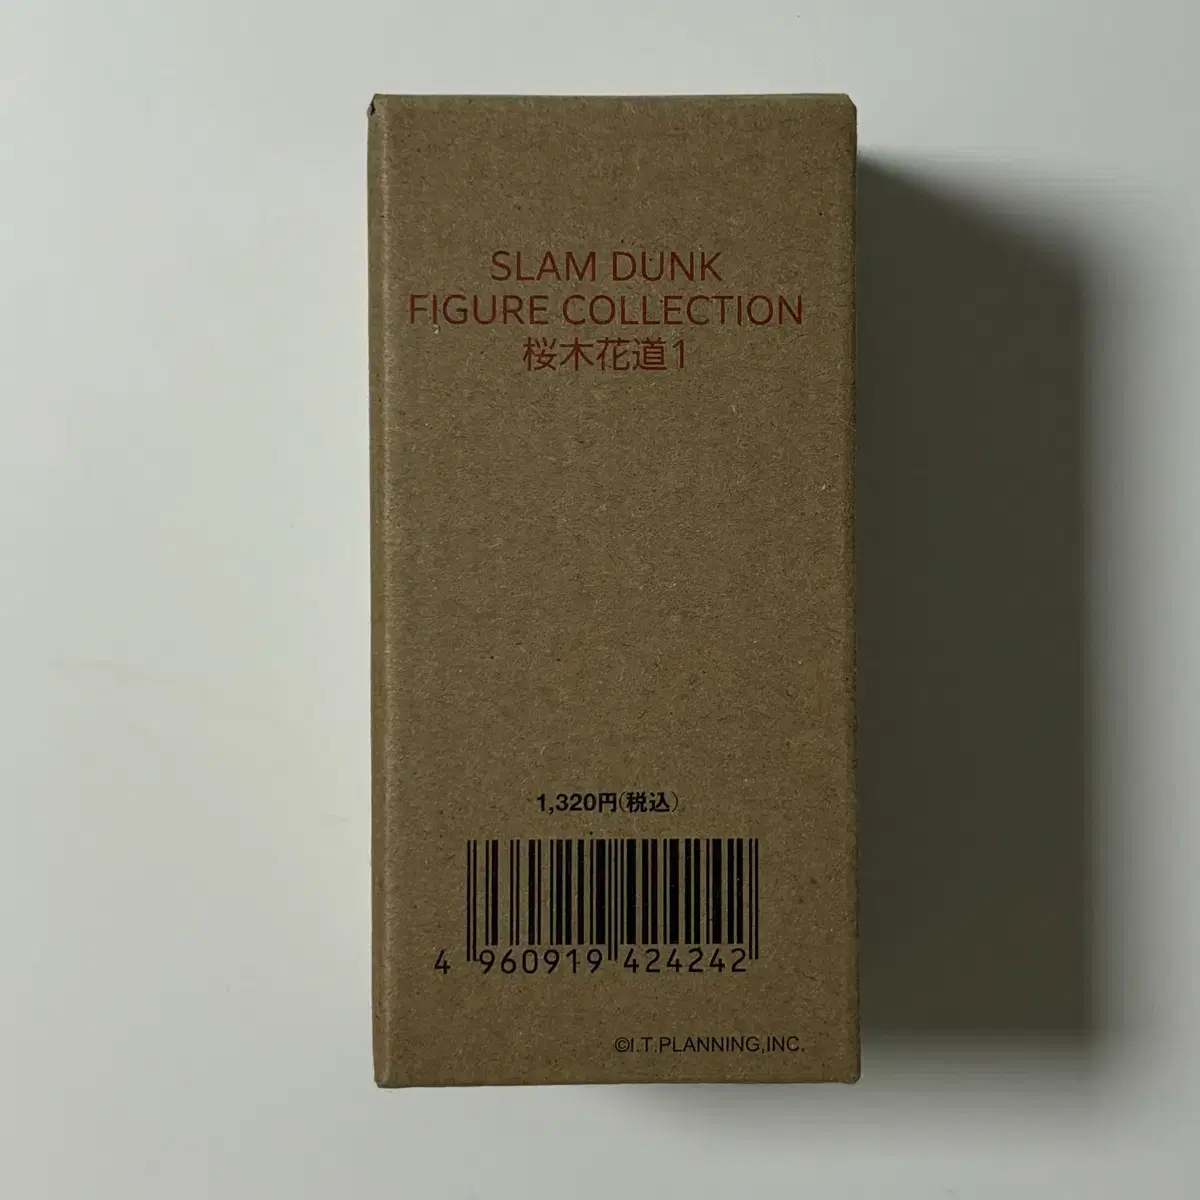 SLAM DUNK
FIGURE COLLECTION
桜木花道1
1,320円(税込)
4 960919 424242
©I.T.PLANNING,INC.